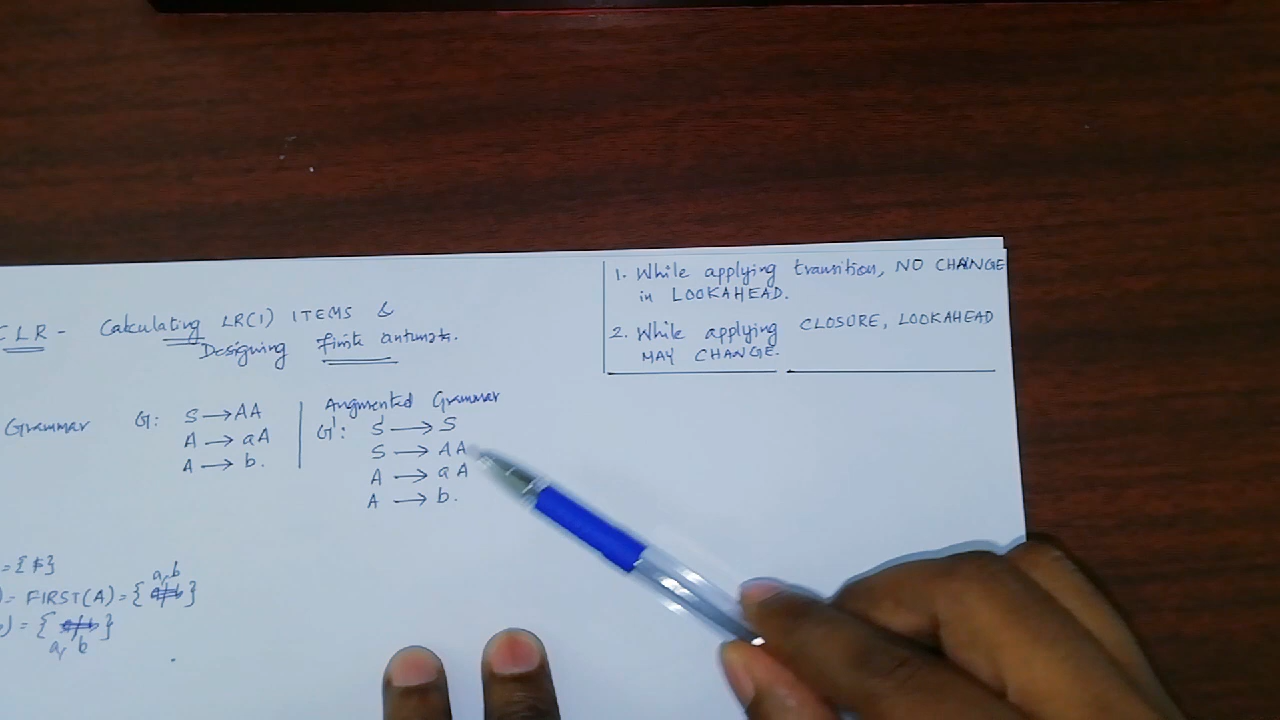 CLR - Calculating LR(1) ITEMS &
Designing finite automata.
1. While applying transition, NO CHANGE
in LOOKAHEAD.
2. While applying CLOSURE, LOOKAHEAD
MAY CHANGE.
Grammar G: S → AA
A → aA
A → b.
Augmented Grammar
G': S' → S
S → AA
A → aA
A → b.
= {$}
) = FIRST(A) = {
a, b
}
) = { }
a, b